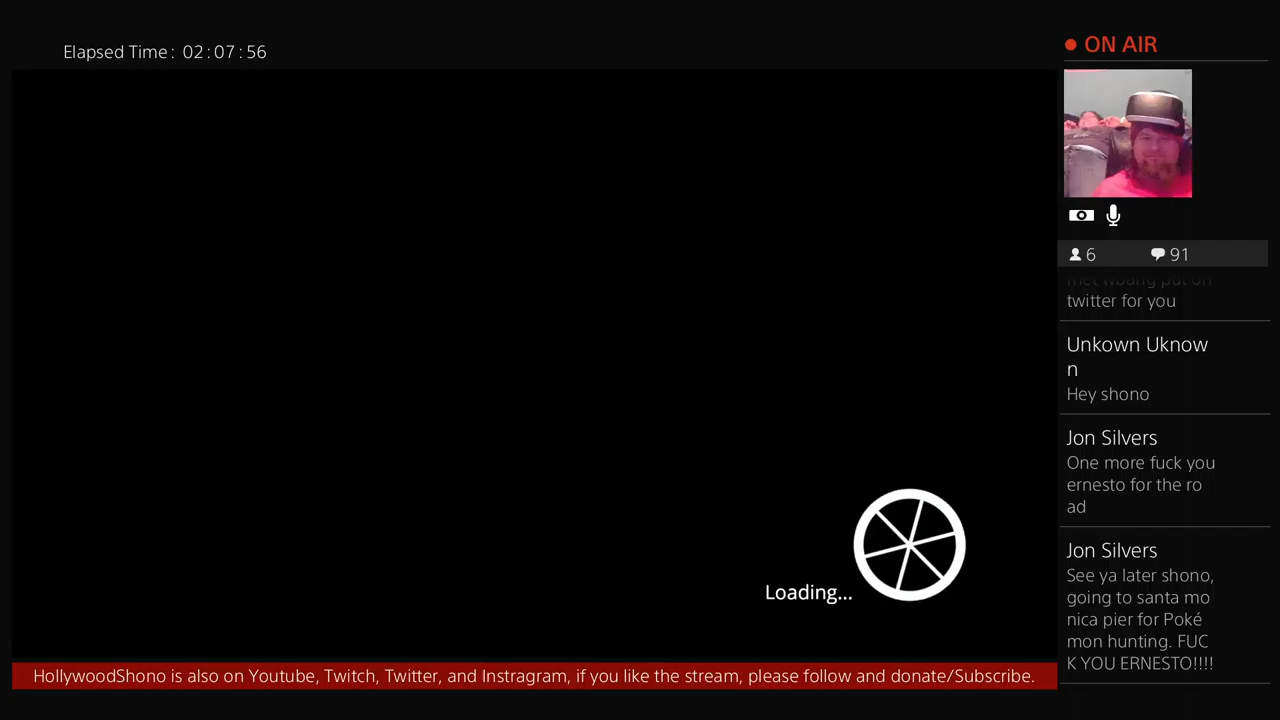 Elapsed Time: 02:07:56
ON AIR
6 91
twitter for you
Unkown Uknow
n
Hey shono
Jon Silvers
One more fuck you
ernesto for the ro
ad
Jon Silvers
See ya later shono,
going to santa mo
nica pier for Poké
mon hunting. FUC
K YOU ERNESTO!!!!
Loading...
HollywoodShono is also on Youtube, Twitch, Twitter, and Instragram, if you like the stream, please follow and donate/Subscribe.